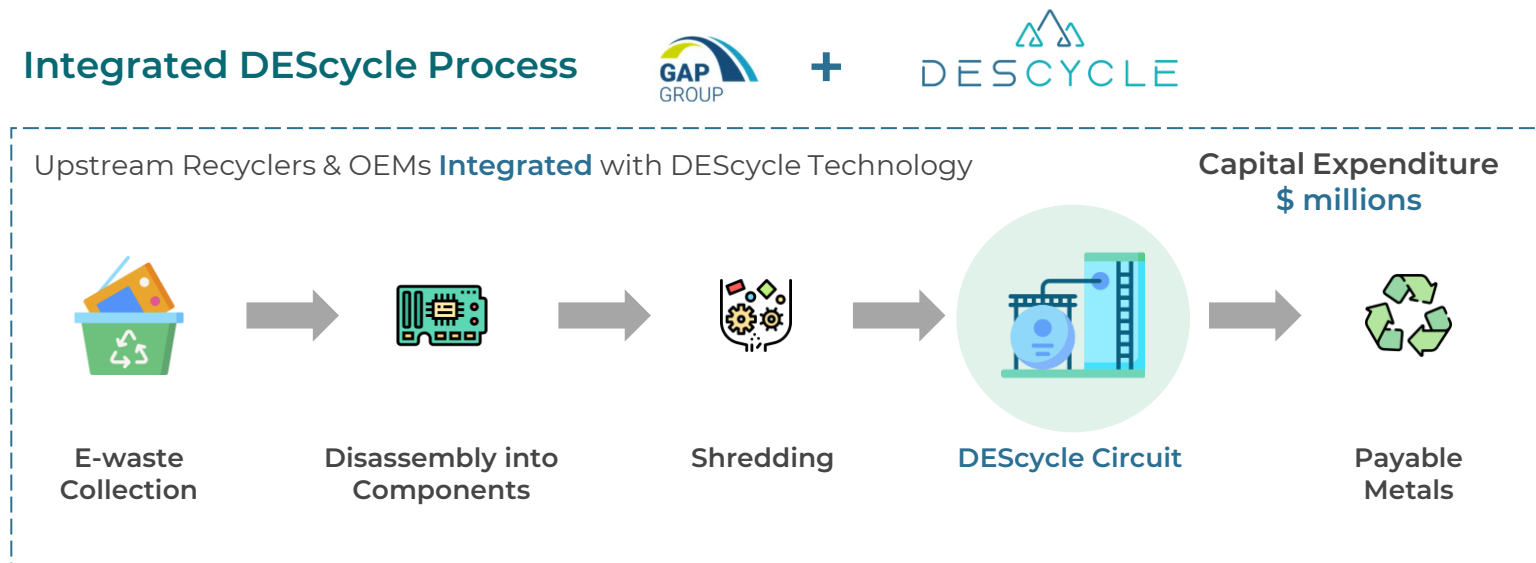 Integrated DEScycle Process
GAP
GROUP
+
DESCYCLE
Upstream Recyclers & OEMs Integrated with DEScycle Technology
Capital Expenditure
$ millions
E-waste
Collection
Disassembly into
Components
Shredding
DEScycle Circuit
Payable
Metals